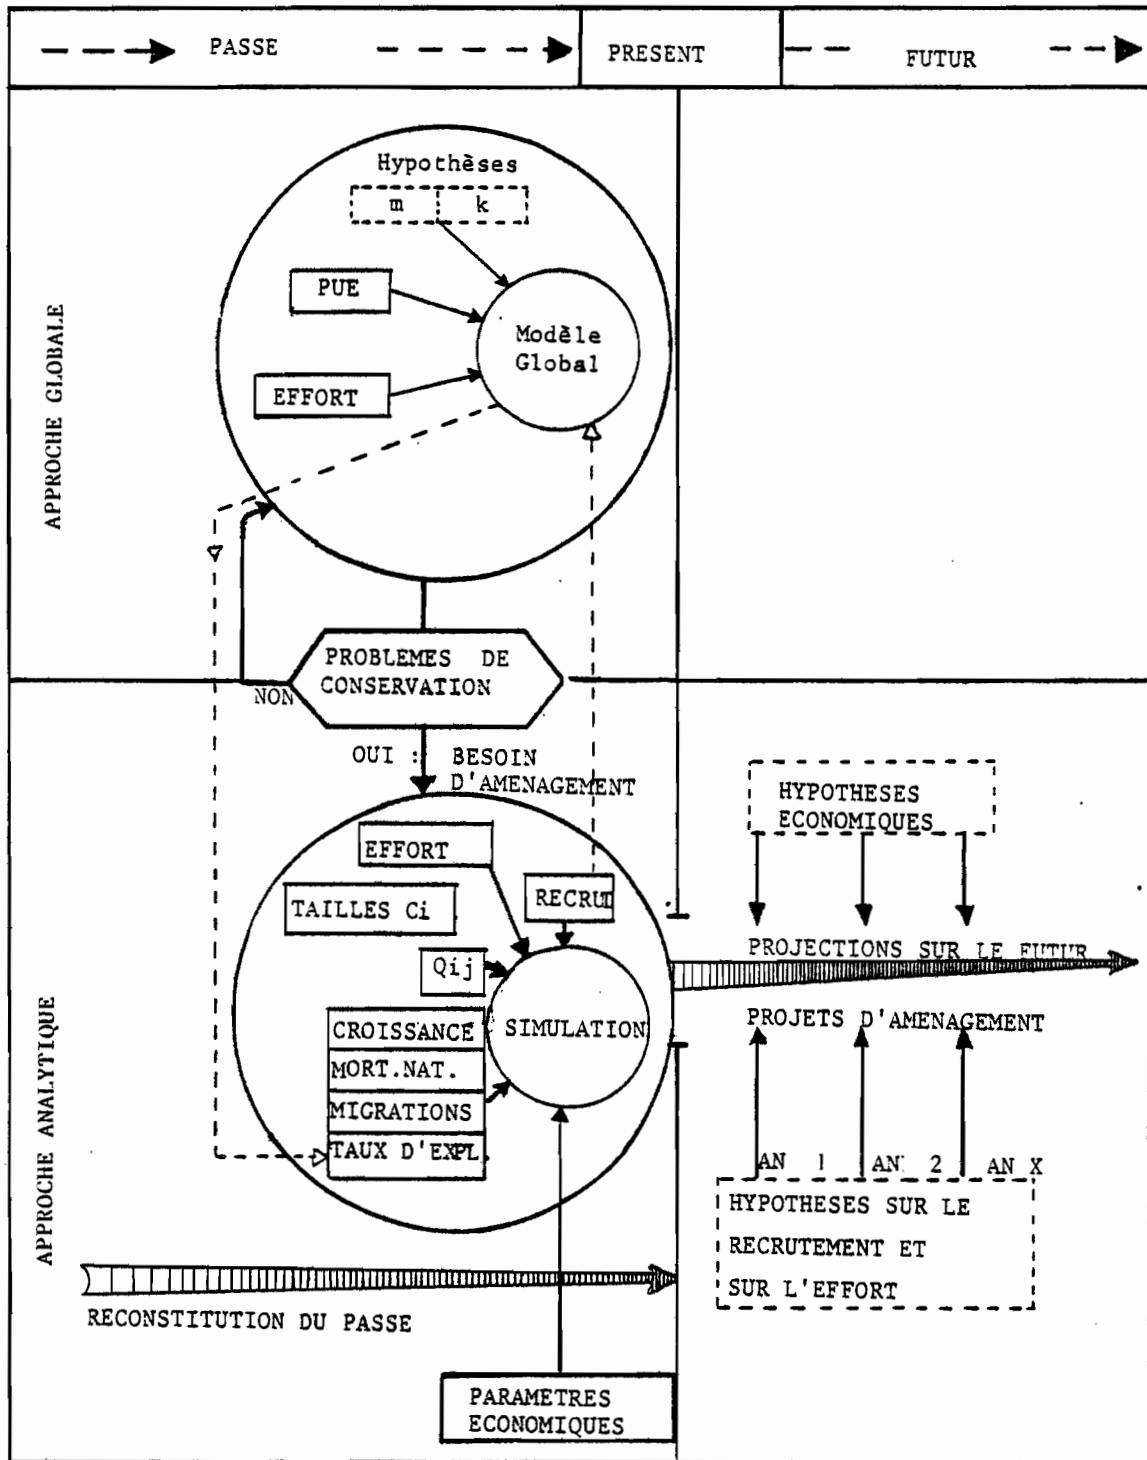 PASSE
PRESENT
FUTUR
APPROCHE GLOBALE
Hypothèses
m
k
PUE
Modèle
Global
EFFORT
PROBLEMES DE
CONSERVATION
NON
OUI : BESOIN
D'AMENAGEMENT
APPROCHE ANALYTIQUE
EFFORT
TAILLES Ci
RECRUT
Qij
CROISSANCE
SIMULATION
MORT.NAT.
MIGRATIONS
TAUX D'EXPL.
HYPOTHESES
ECONOMIQUES
PROJECTIONS SUR LE FUTUR
PROJETS D'AMENAGEMENT
AN 1
AN 2
AN X
HYPOTHESES SUR LE
RECRUTEMENT ET
SUR L'EFFORT
RECONSTITUTION DU PASSE
PARAMETRES
ECONOMIQUES